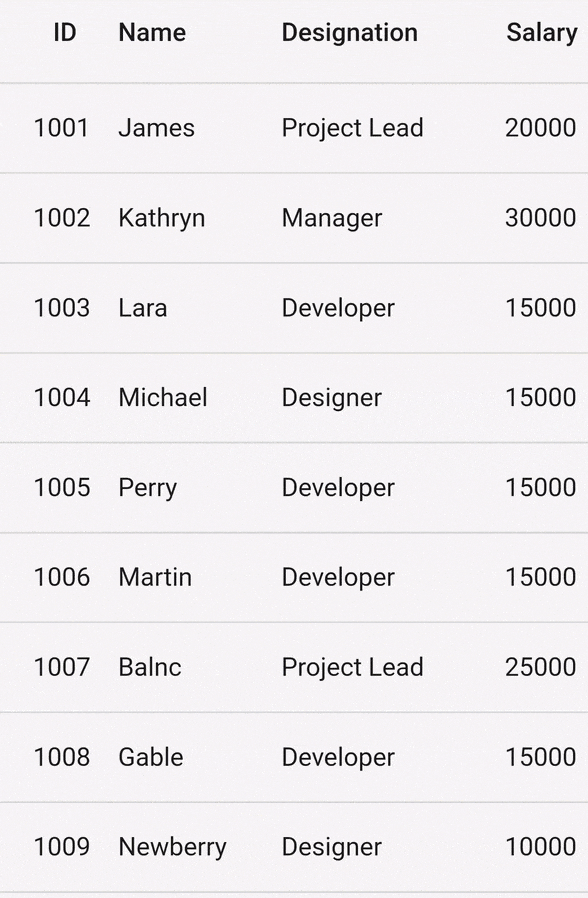 ID Name Designation Salary
1001 James Project Lead 20000
1002 Kathryn Manager 30000
1003 Lara Developer 15000
1004 Michael Designer 15000
1005 Perry Developer 15000
1006 Martin Developer 15000
1007 Balnc Project Lead 25000
1008 Gable Developer 15000
1009 Newberry Designer 10000